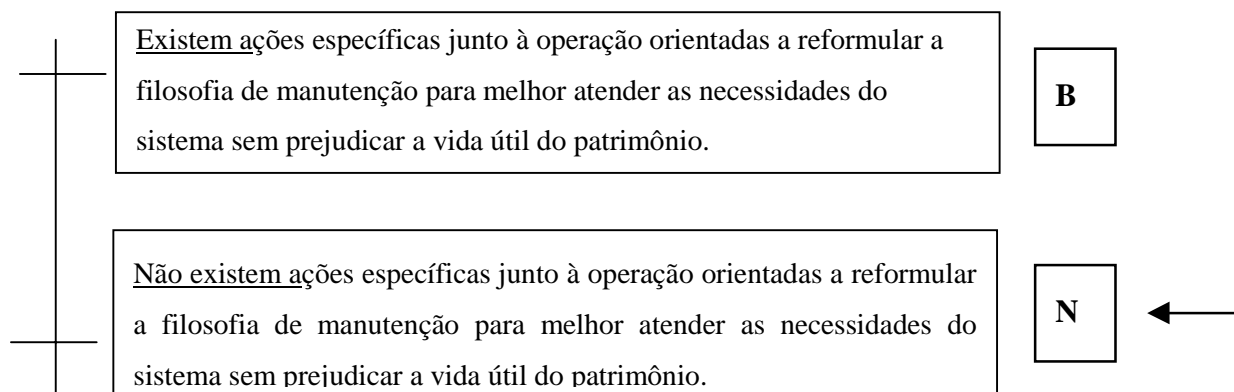 Existem ações específicas junto à operação orientadas a reformular a
filosofia de manutenção para melhor atender as necessidades do
sistema sem prejudicar a vida útil do patrimônio.
B
Não existem ações específicas junto à operação orientadas a reformular
a filosofia de manutenção para melhor atender as necessidades do
sistema sem prejudicar a vida útil do patrimônio.
N